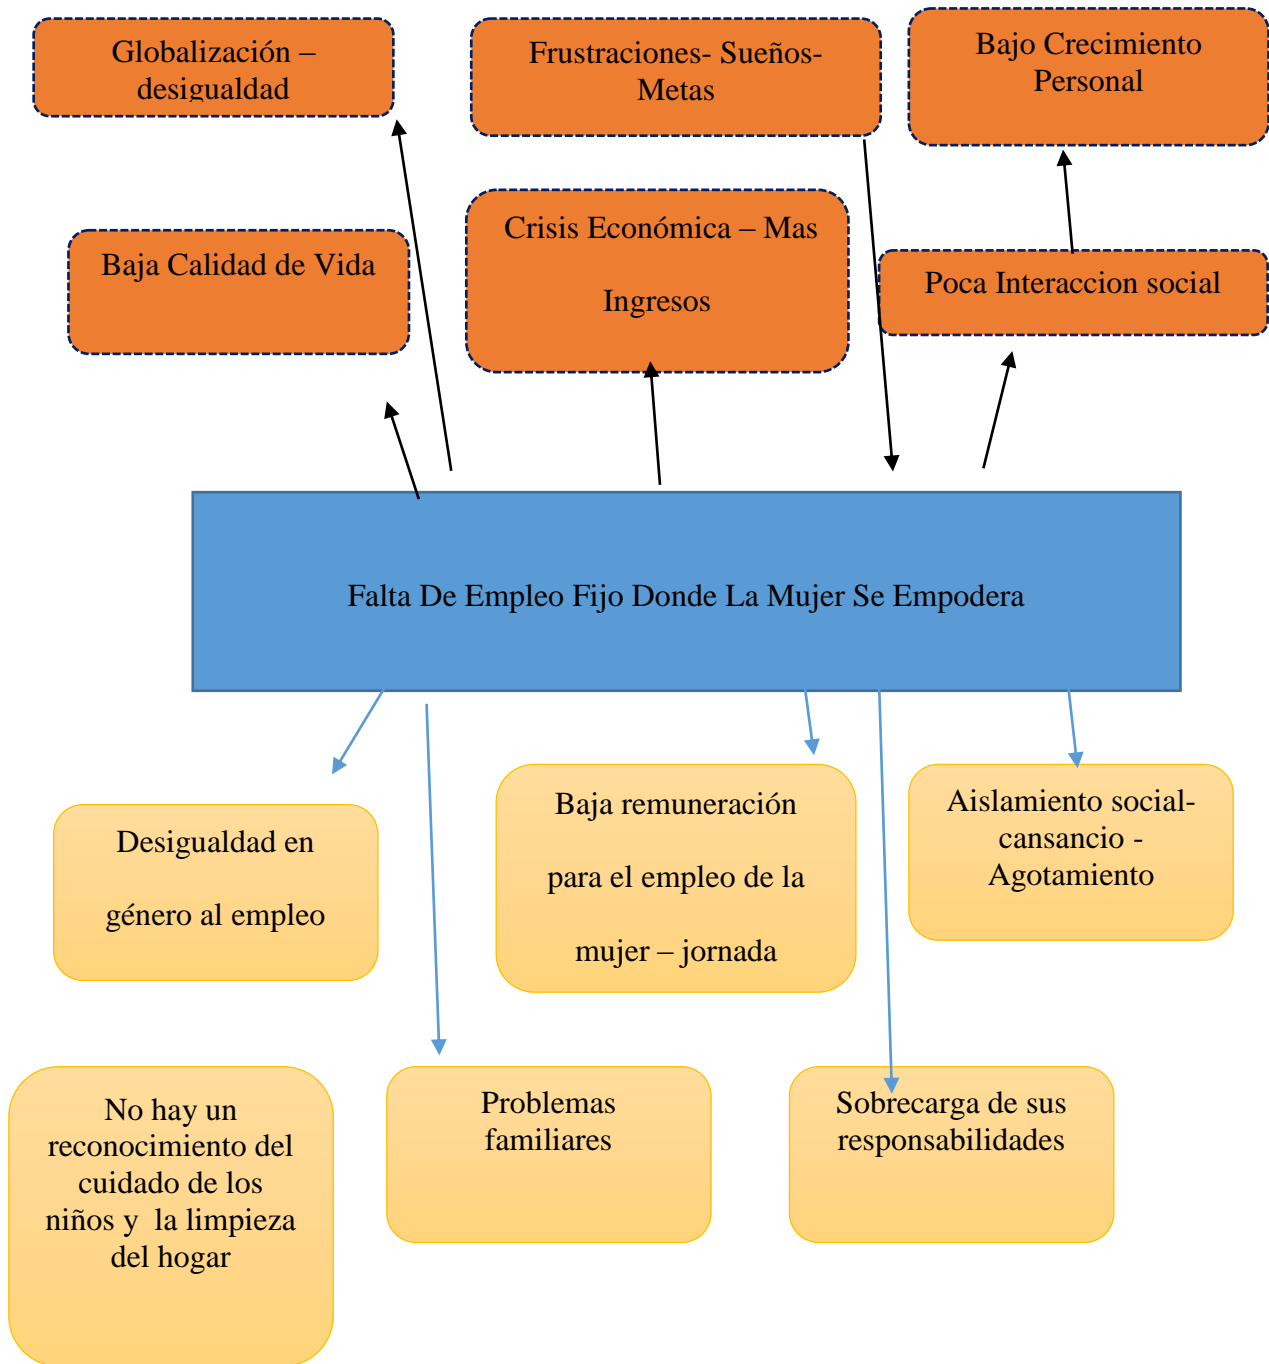 Globalización –
desigualdad
Frustraciones- Sueños-
Metas
Bajo Crecimiento
Personal
Baja Calidad de Vida
Crisis Económica – Mas
Ingresos
Poca Interaccion social
Falta De Empleo Fijo Donde La Mujer Se Empodera
Desigualdad en
género al empleo
Baja remuneración
para el empleo de la
mujer – jornada
Aislamiento social-
cansancio -
Agotamiento
No hay un
reconocimiento del
cuidado de los
niños y  la limpieza
del hogar
Problemas
familiares
Sobrecarga de sus
responsabilidades